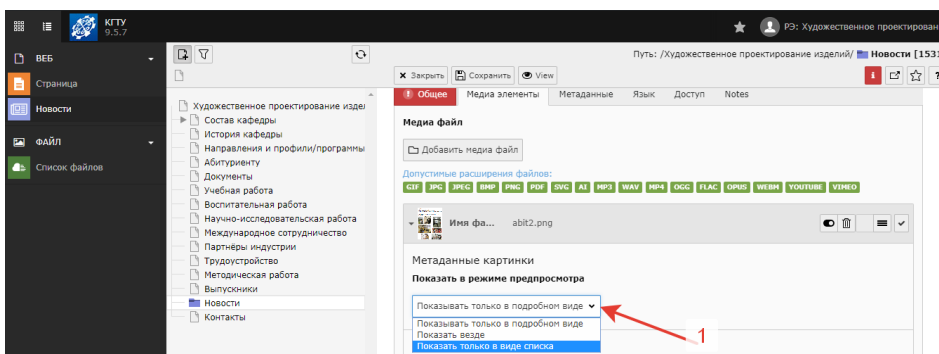 КГТУ
9.5.7
РЭ: Художественное проектирован
ВЕБ
Страница
Новости
ФАЙЛ
Список файлов
Художественное проектирование издел
Состав кафедры
История кафедры
Направления и профили/программы
Абитуриенту
Документы
Учебная работа
Воспитательная работа
Научно-исследовательская работа
Международное сотрудничество
Партнёры индустрии
Трудоустройство
Методическая работа
Выпускники
Новости
Контакты
Путь: /Художественное проектирование изделий/ Новости [1531
Закрыть Сохранить View
Общее Медиа элементы Метаданные Язык Доступ Notes
Медиа файл
Добавить медиа файл
Допустимые расширения файлов:
GIF JPG JPEG BMP PNG PDF SVG AI MP3 WAV MP4 OGG FLAC OPUS WEBM YOUTUBE VIMEO
Имя фа... abit2.png
Метаданные картинки
Показать в режиме предпросмотра
Показывать только в подробном виде
Показывать только в подробном виде
Показать везде
Показать только в виде списка
1